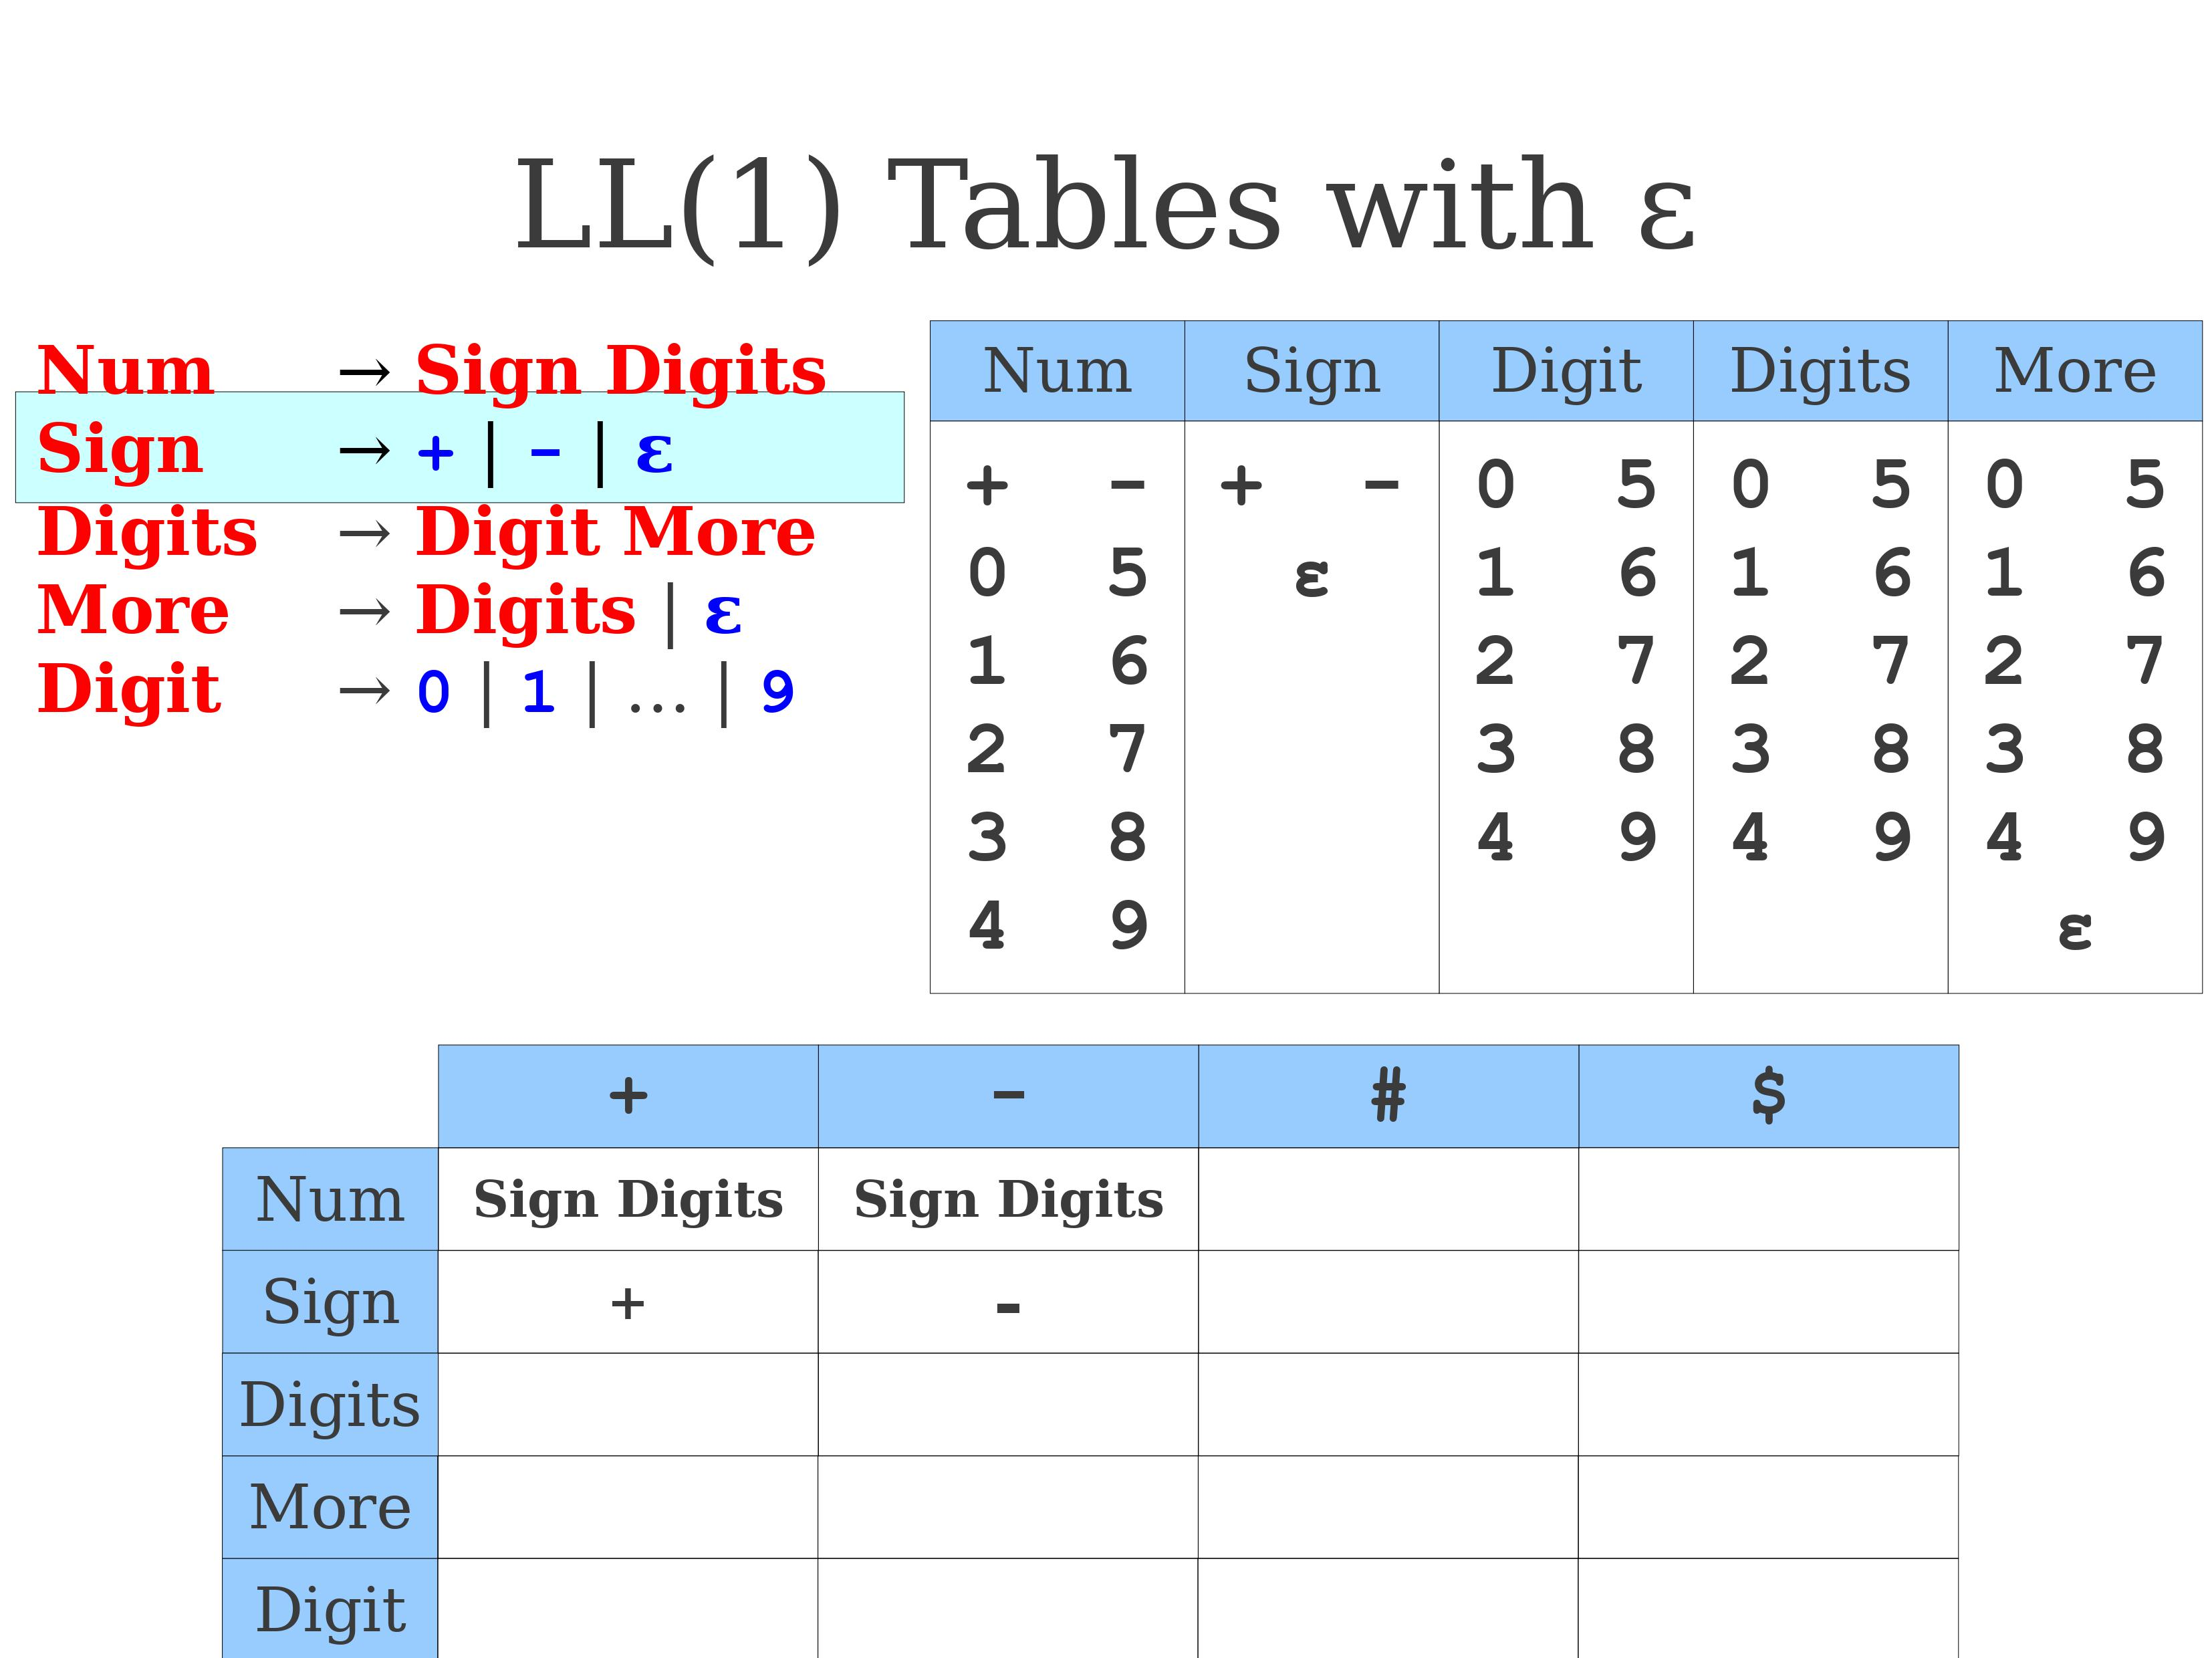 LL(1) Tables with ε
Num → Sign Digits
Sign → + | - | ε
Digits → Digit More
More → Digits | ε
Digit → 0 | 1 | … | 9
Num Sign Digit Digits More
+ - + - 0 5 0 5 0 5
0 5 ε 1 6 1 6 1 6
1 6 2 7 2 7 2 7
2 7 3 8 3 8 3 8
3 8 4 9 4 9 4 9
4 9 ε
+ - # $
Num Sign Digits Sign Digits
Sign + -
Digits
More
Digit